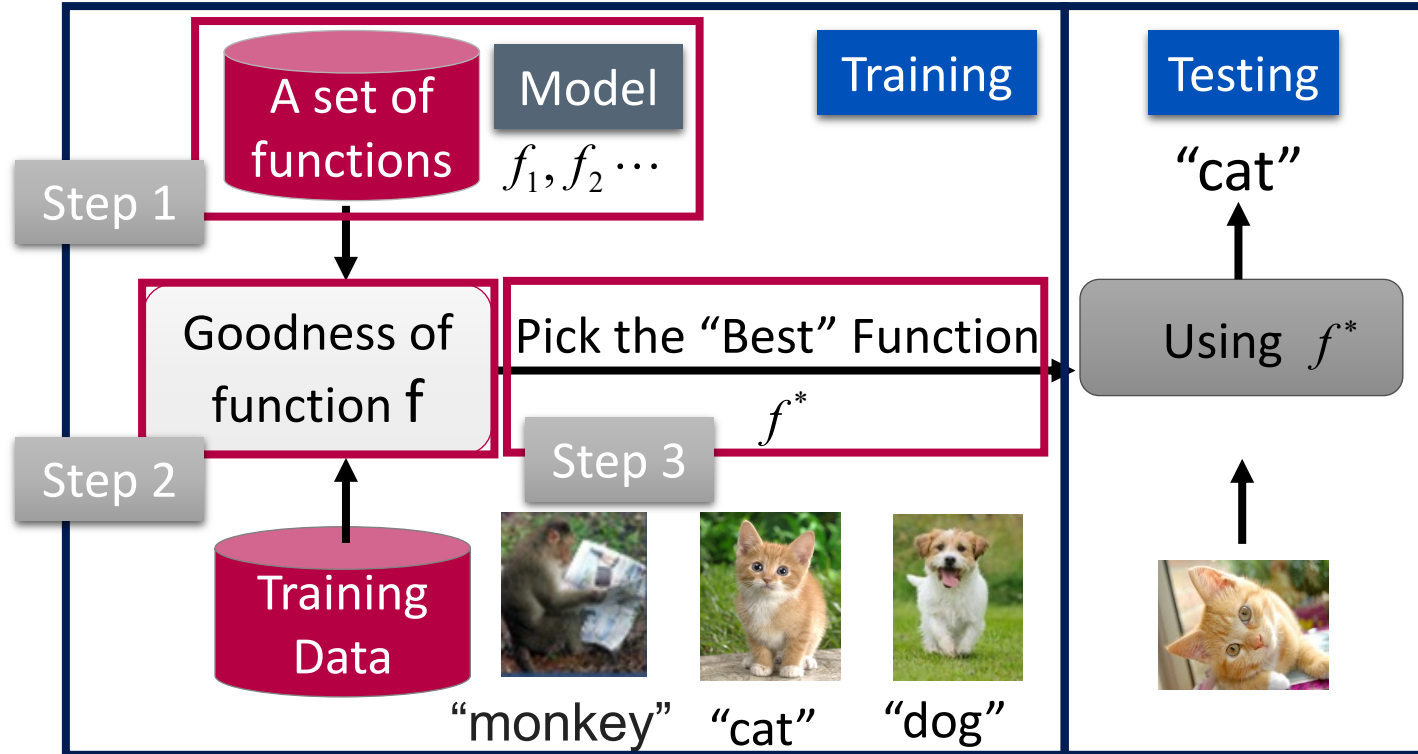 A set of
functions
Model
f₁, f₂ ⋯
Training
Testing
Step 1
“cat”
Goodness of
function f
Pick the “Best” Function
f*
Using f*
Step 2
Step 3
Training
Data
“monkey”
“cat”
“dog”